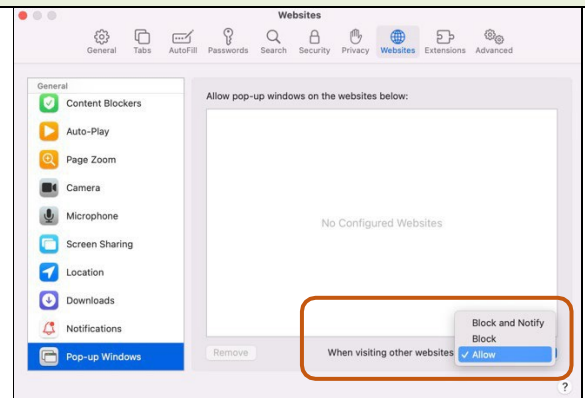 Websites
General Tabs AutoFill Passwords Search Security Privacy Websites Extensions Advanced
General
Content Blockers
Auto-Play
Page Zoom
Camera
Microphone
Screen Sharing
Location
Downloads
Notifications
Pop-up Windows
Allow pop-up windows on the websites below:
No Configured Websites
Remove
When visiting other websites
Block and Notify
Block
✓ Allow
?